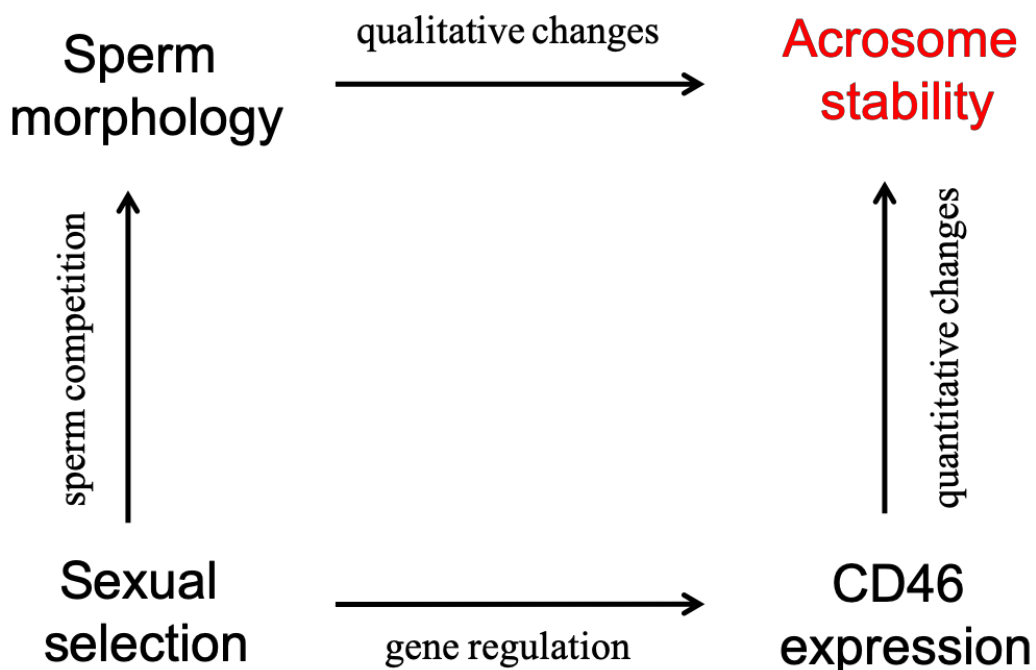 Sperm
morphology
qualitative changes
Acrosome
stability
sperm competition
quantitative changes
Sexual
selection
gene regulation
CD46
expression